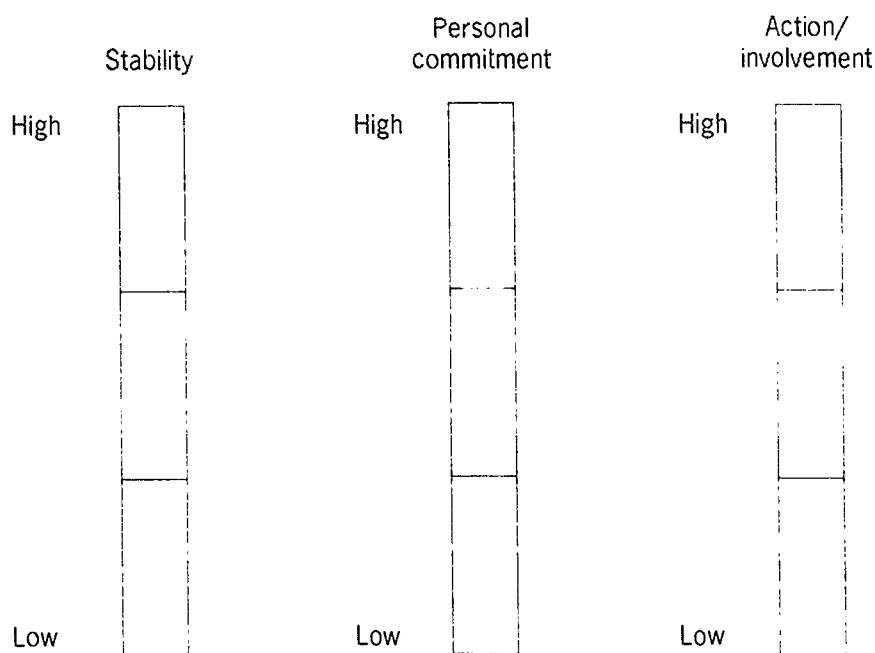 Stability
Personal
commitment
Action/
involvement
High
High
High
Low
Low
Low